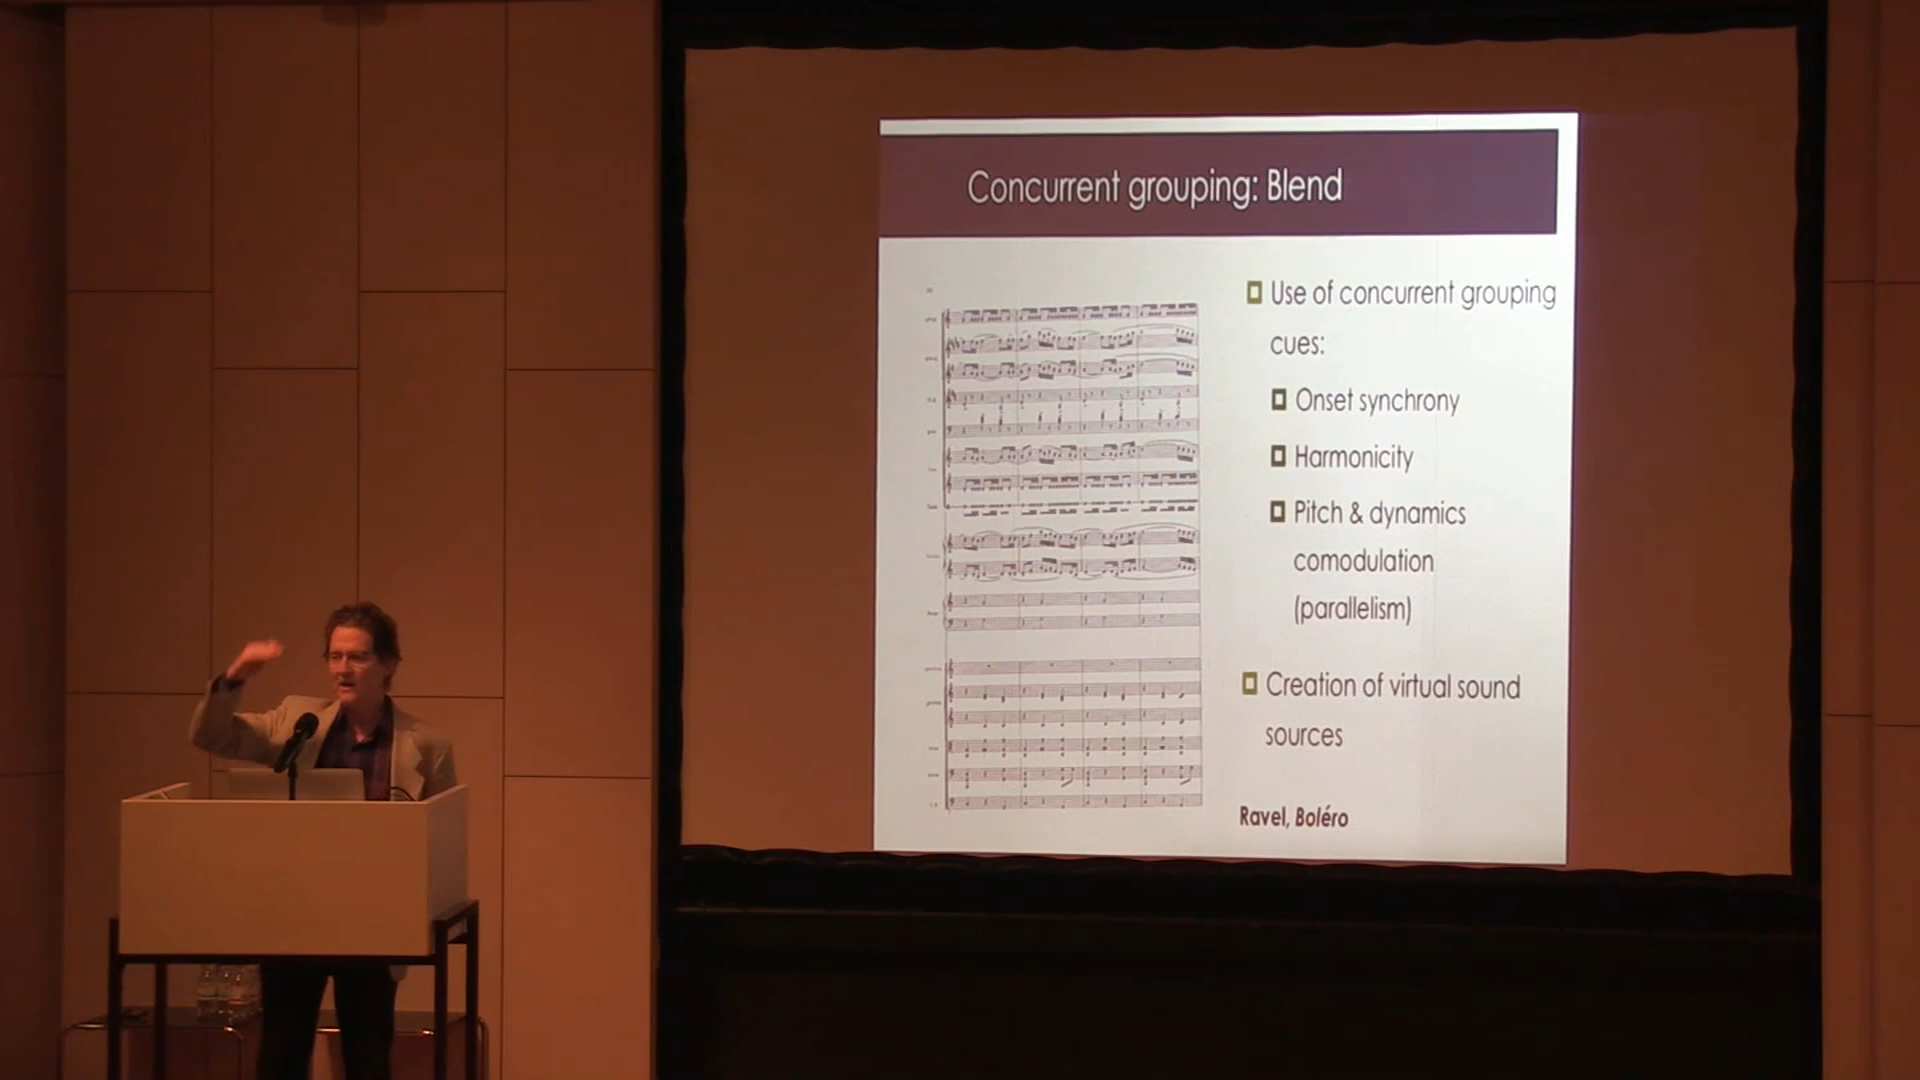 Concurrent grouping: Blend
Use of concurrent grouping
cues:
Onset synchrony
Harmonicity
Pitch & dynamics
comodulation
(parallelism)
Creation of virtual sound
sources
Ravel, Boléro